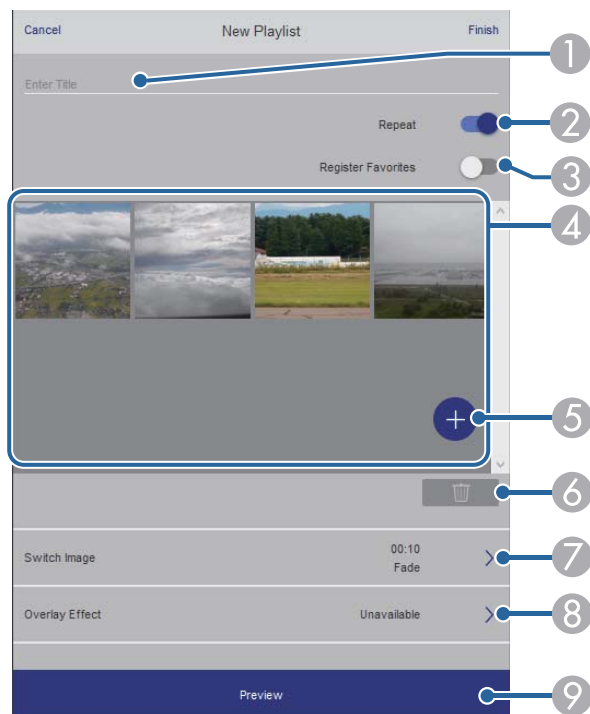 Cancel New Playlist Finish
1
Enter Title
Repeat
2
Register Favorites
3
4
5
6
Switch Image
00:10
Fade
7
Overlay Effect Unavailable
8
Preview
9